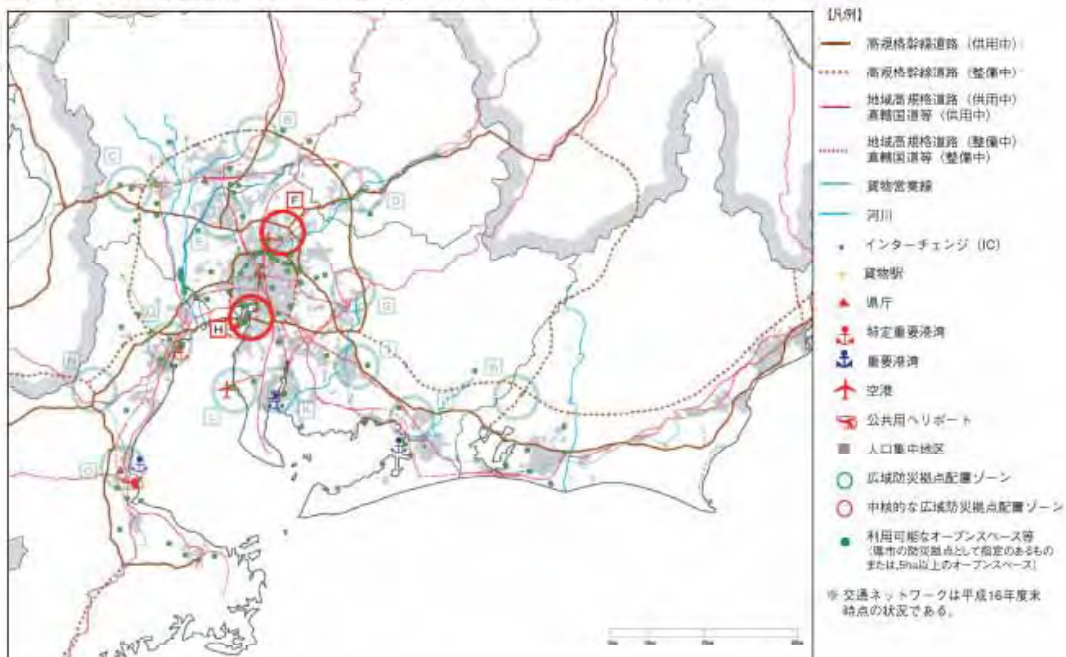 【凡例】
高規格幹線道路（供用中）
高規格幹線道路（整備中）
地域高規格道路（供用中）
直轄国道等（供用中）
地域高規格道路（整備中）
直轄国道等（整備中）
貨物営業線
河川
インターチェンジ（IC）
貨物駅
県庁
特定重要港湾
重要港湾
空港
公共用ヘリポート
人口集中地区
広域防災拠点配置ゾーン
中核的な広域防災拠点配置ゾーン
利用可能なオープンスペース等
（県市の防災拠点として指定のあるもの
または、5ha以上のオープンスペース）
※ 交通ネットワークは平成16年度末
時点の状況である。
B
C
F
D
E
G
H
L